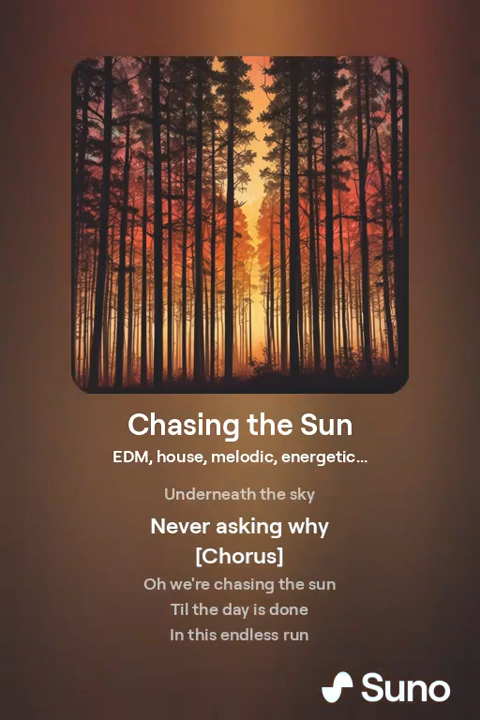 Chasing the Sun
EDM, house, melodic, energetic...
Underneath the sky
Never asking why
[Chorus]
Oh we're chasing the sun
Til the day is done
In this endless run
Suno